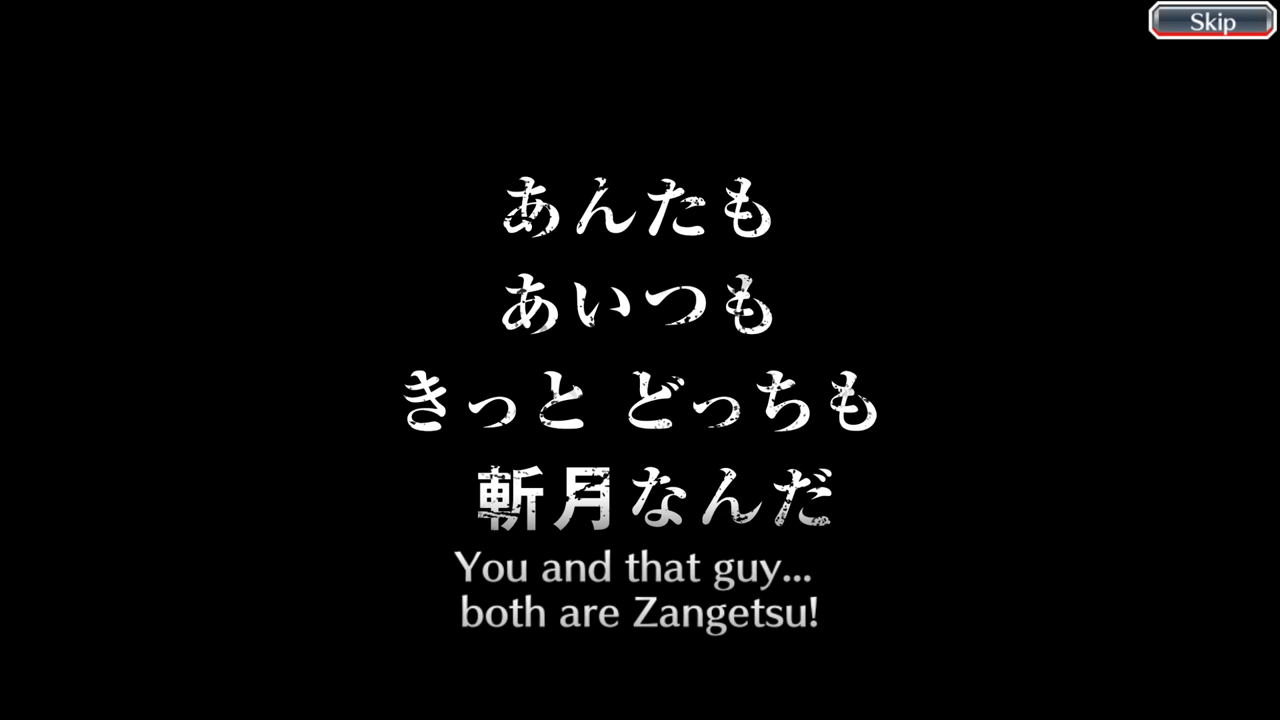 Skip
あんたも
あいつも
きっと どっちも
斬月なんだ
You and that guy...
both are Zangetsu!